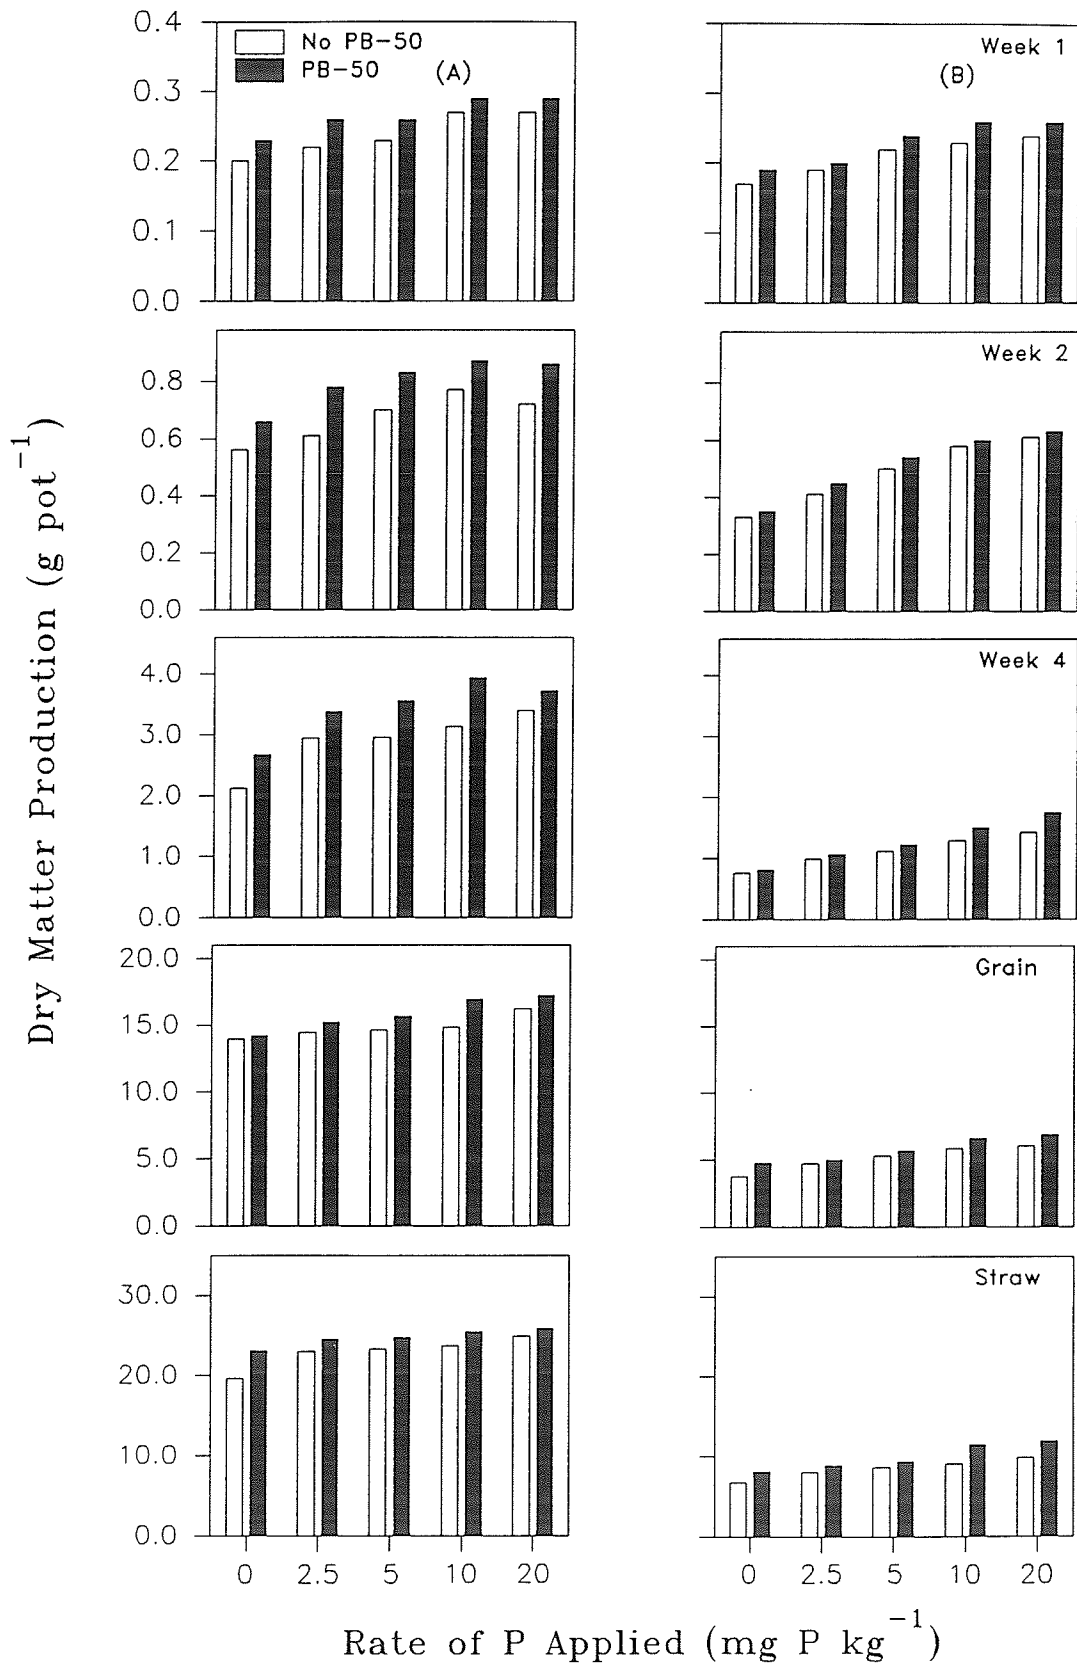 0.4
0.3
0.2
0.1
0.0
No PB-50
PB-50
(A)
Week 1
(B)
0.8
0.6
0.4
0.2
0.0
Week 2
4.0
3.0
2.0
1.0
0.0
Week 4
20.0
15.0
10.0
5.0
0.0
Grain
30.0
20.0
10.0
0.0
Straw
0 2.5 5 10 20
0 2.5 5 10 20
Dry Matter Production (g pot⁻¹)
Rate of P Applied (mg P kg⁻¹)